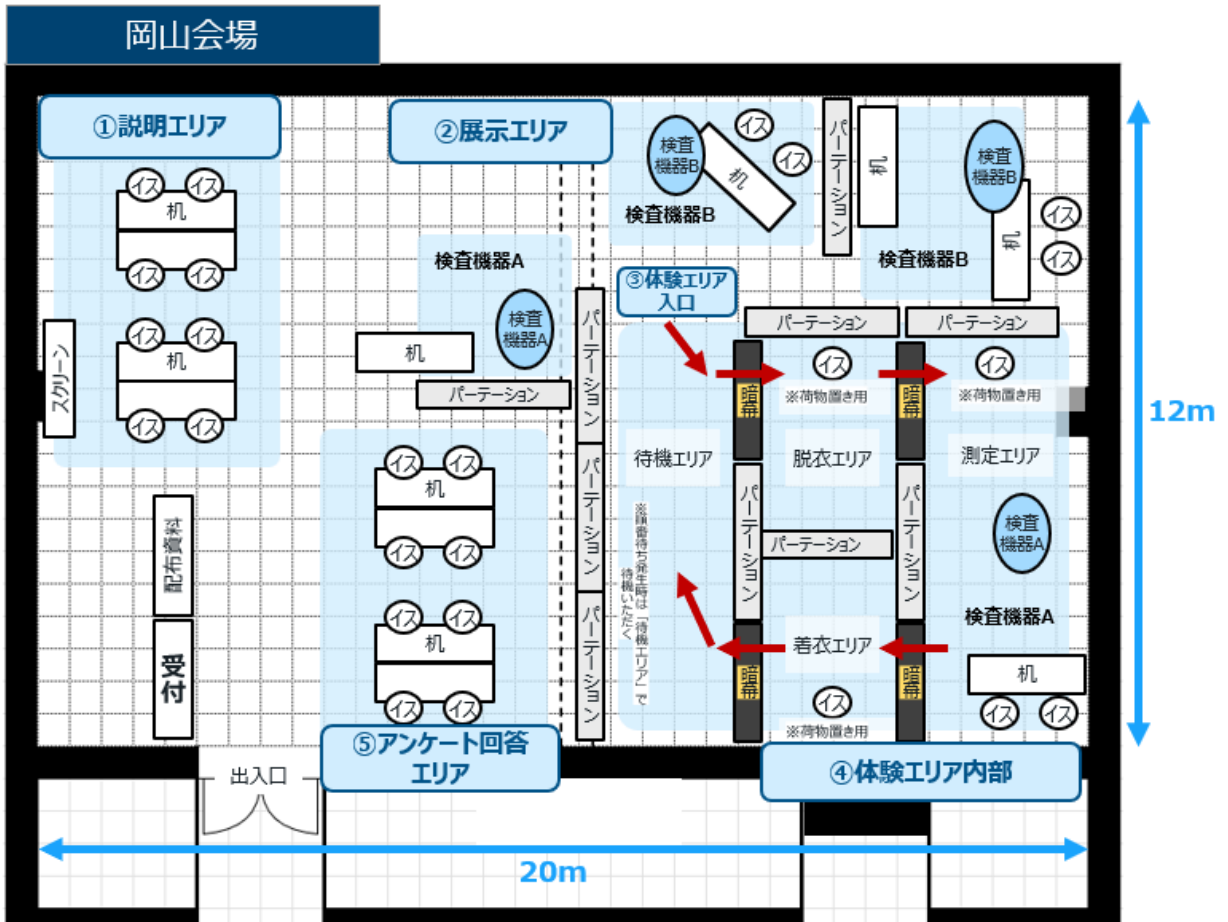 岡山会場
①説明エリア
イス
イス
机
イス
イス
イス
イス
机
イス
イス
スクリーン
配布資料
受付
②展示エリア
検査機器A
検査
機器A
机
パーテーション
検査
機器B
机
イス
イス
検査機器B
パーテーション
机
検査
機器B
机
イス
イス
検査機器B
③体験エリア
入口
パーテーション
パーテーション
パーテーション
パーテーション
パーテーション
待機エリア
※順番待ち発生時は「待機エリア」で
待機いただく
暗幕
イス
※荷物置き用
脱衣エリア
パーテーション
パーテーション
着衣エリア
イス
※荷物置き用
暗幕
暗幕
イス
※荷物置き用
測定エリア
パーテーション
検査
機器A
検査機器A
机
イス
イス
暗幕
④体験エリア内部
イス
イス
机
イス
イス
イス
イス
机
イス
イス
⑤アンケート回答
エリア
出入口
12m
20m